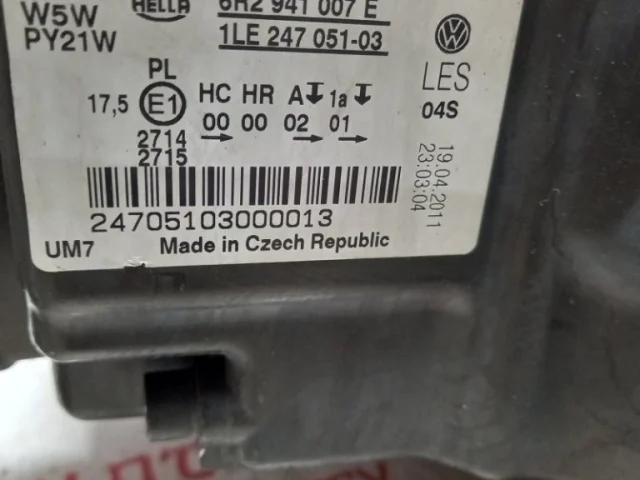 W5W
PY21W
HELLA
6R2 941 007 E
1LE 247 051-03
PL
17,5 E1 HC HR A 1a
00 00 02 01
2714
2715
LES
04S
19.04.2011
23:03:04
24705103000013
UM7
Made in Czech Republic